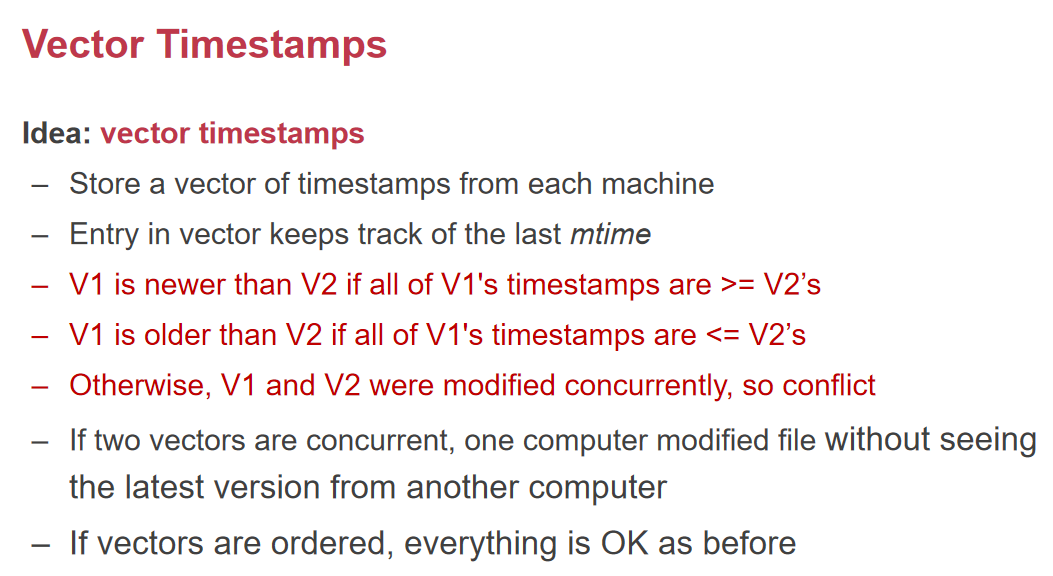 Vector Timestamps
Idea: vector timestamps
– Store a vector of timestamps from each machine
– Entry in vector keeps track of the last mtime
– V1 is newer than V2 if all of V1's timestamps are >= V2’s
– V1 is older than V2 if all of V1's timestamps are <= V2’s
– Otherwise, V1 and V2 were modified concurrently, so conflict
– If two vectors are concurrent, one computer modified file without seeing
the latest version from another computer
– If vectors are ordered, everything is OK as before